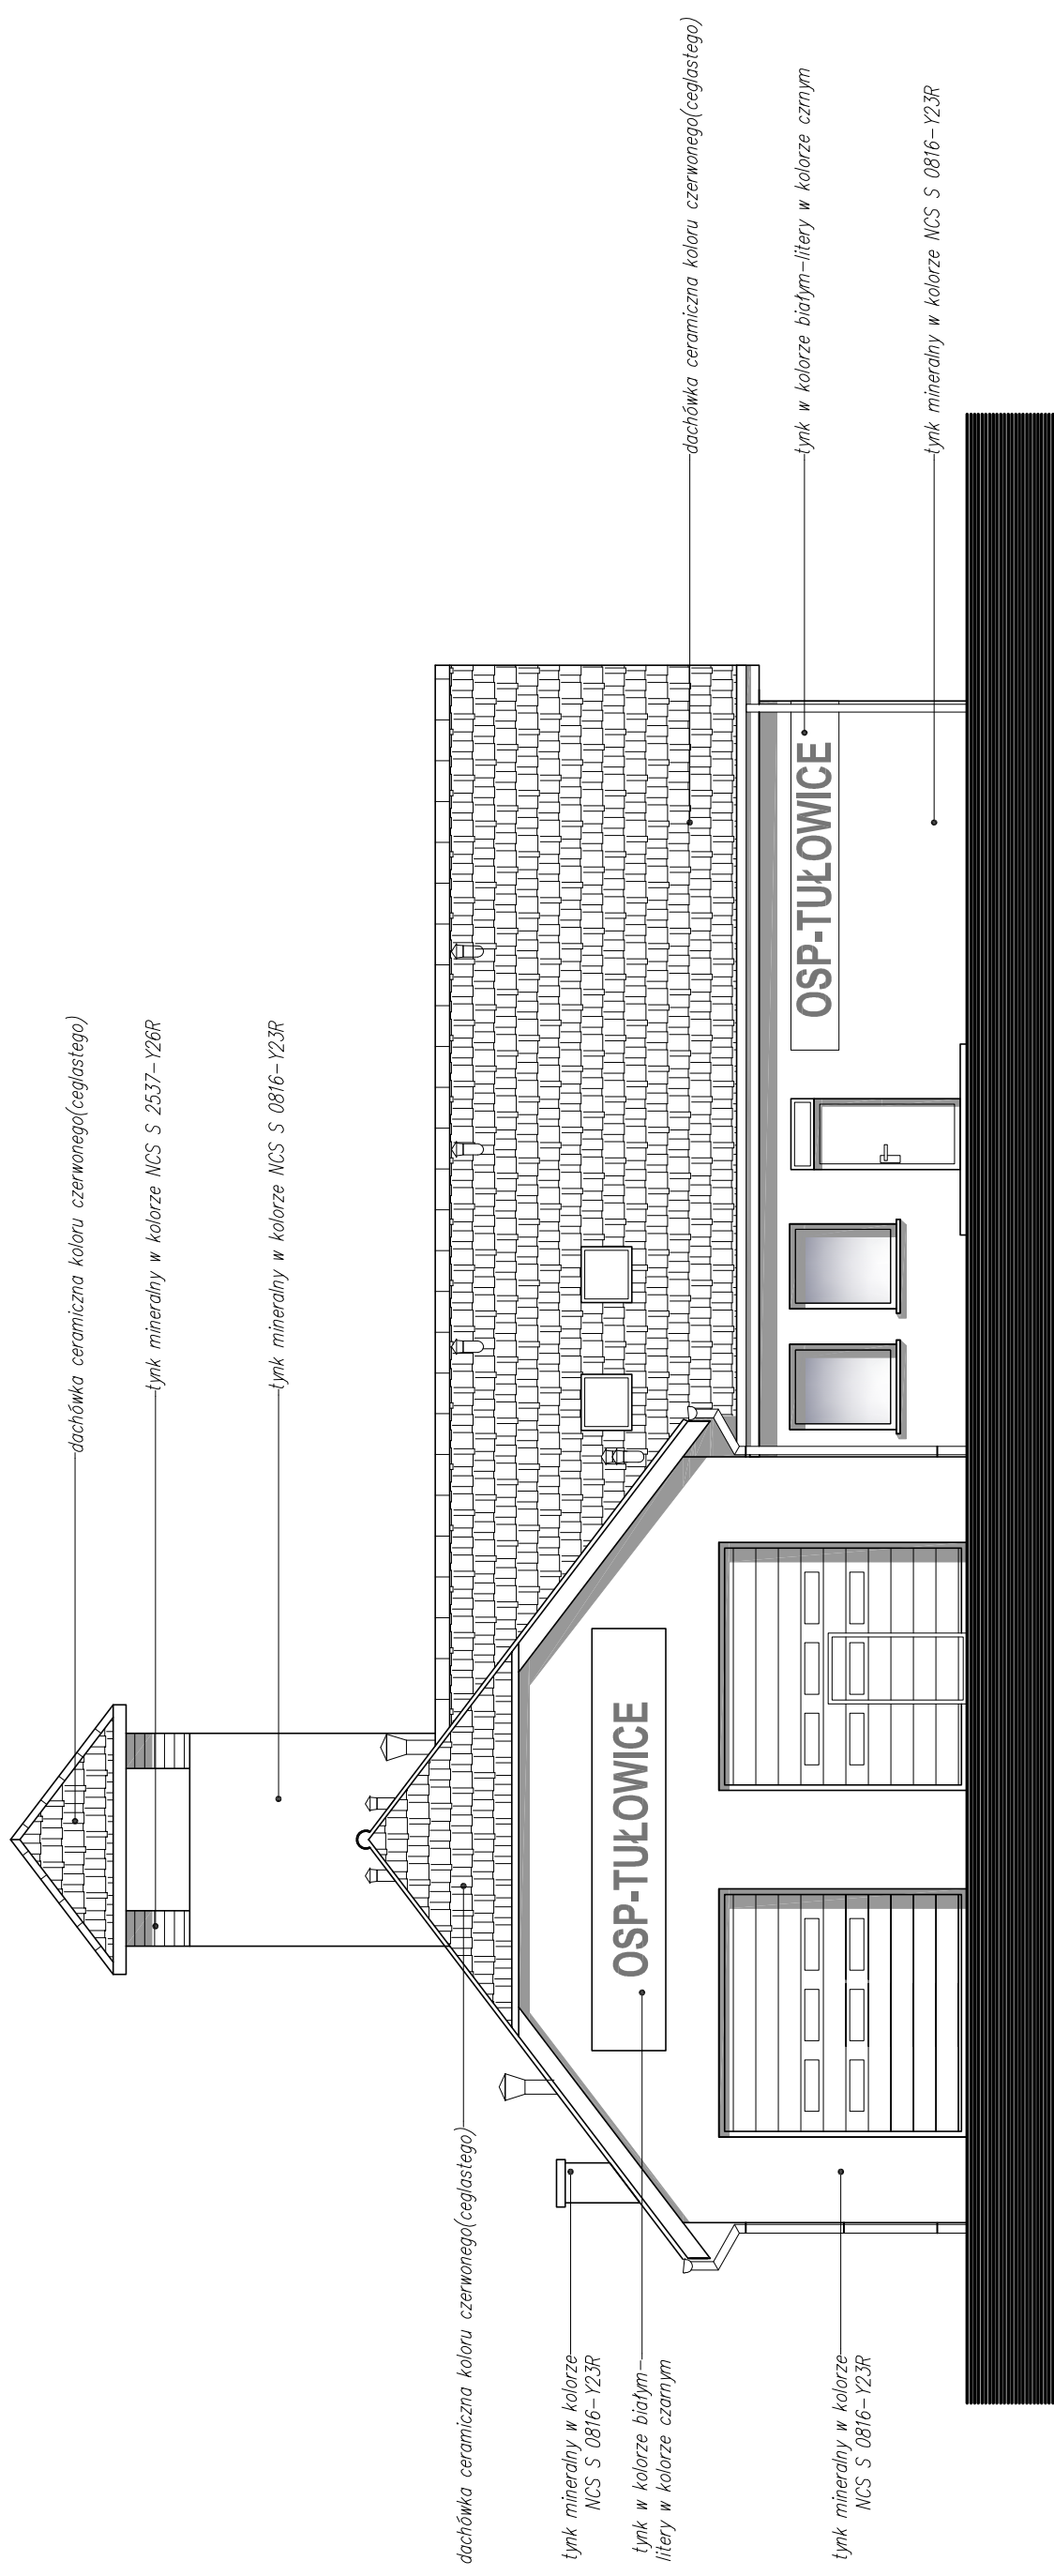 dachówka ceramiczna koloru czerwonego(ceglastego)
tynk mineralny w kolorze NCS S 2537-Y26R
tynk mineralny w kolorze NCS S 0816-Y23R
dachówka ceramiczna koloru czerwonego(ceglastego)
tynk mineralny w kolorze
NCS S 0816-Y23R
tynk w kolorze białym-
litery w kolorze czarnym
tynk mineralny w kolorze
NCS S 0816-Y23R
OSP-TUŁOWICE
OSP-TUŁOWICE
dachówka ceramiczna koloru czerwonego(ceglastego)
tynk w kolorze białym-litery w kolorze czrnym
tynk mineralny w kolorze NCS S 0816-Y23R